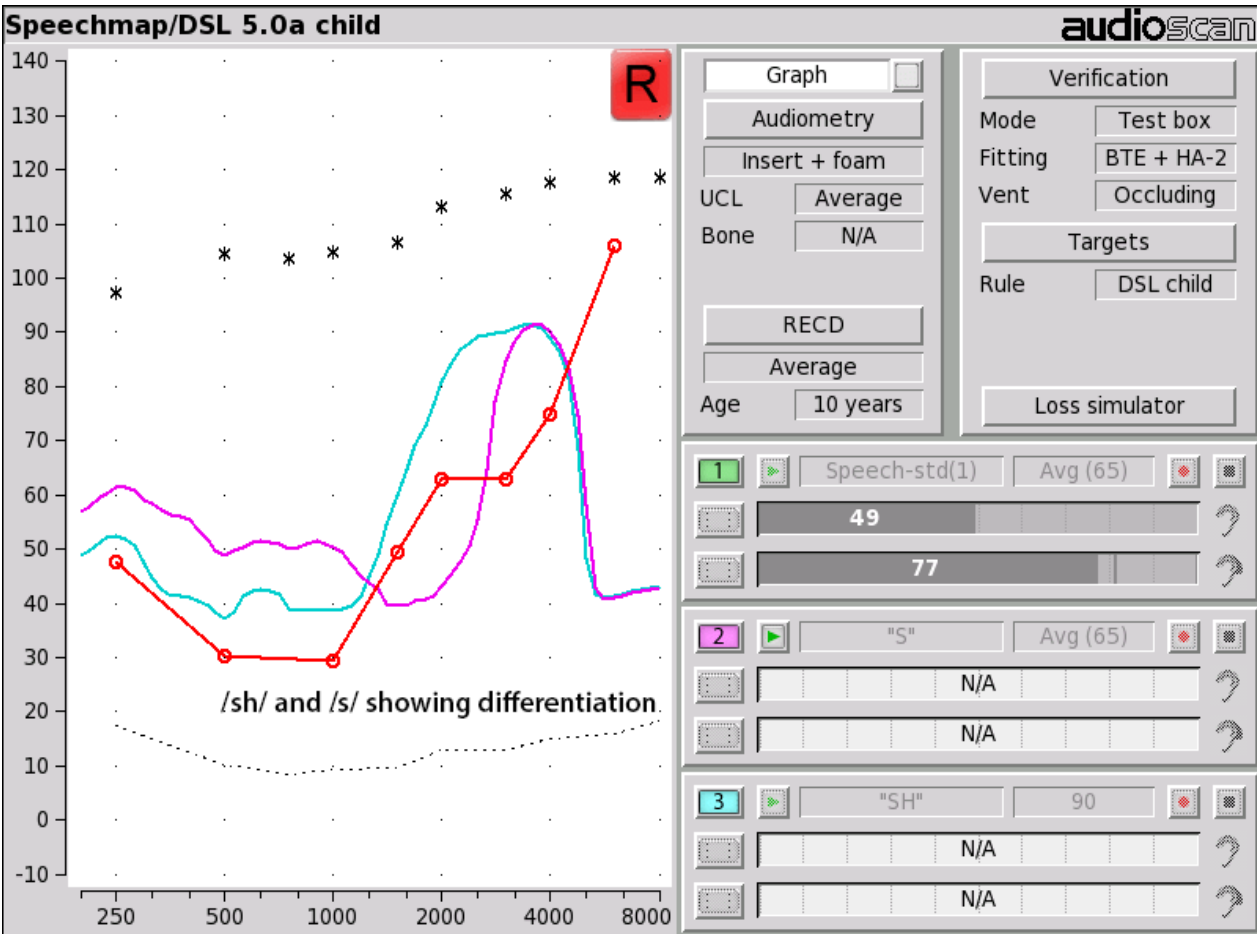 Speechmap/DSL 5.0a child
audioscan
140
130
120
110
100
90
80
70
60
50
40
30
20
10
0
-10
R
/sh/ and /s/ showing differentiation
250 500 1000 2000 4000 8000
Graph
Audiometry
Insert + foam
UCL Average
Bone N/A
RECD
Average
Age 10 years
Verification
Mode Test box
Fitting BTE + HA-2
Vent Occluding
Targets
Rule DSL child
Loss simulator
1 Speech-std(1) Avg (65)
49
77
2 "S" Avg (65)
N/A
N/A
3 "SH" 90
N/A
N/A